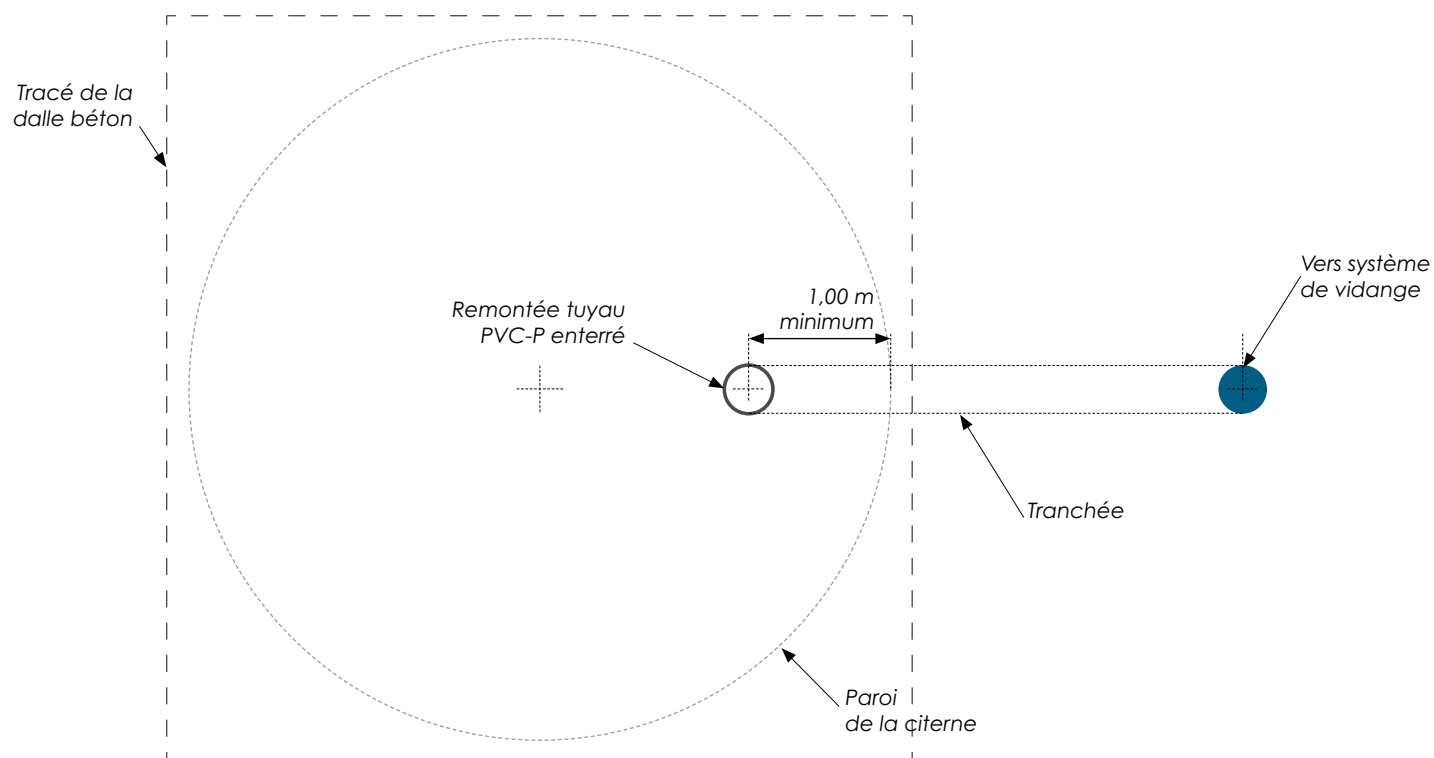 Tracé de la
dalle béton
Vers système
de vidange
1,00 m
minimum
Remontée tuyau
PVC-P enterré
Tranchée
Paroi
de la citerne